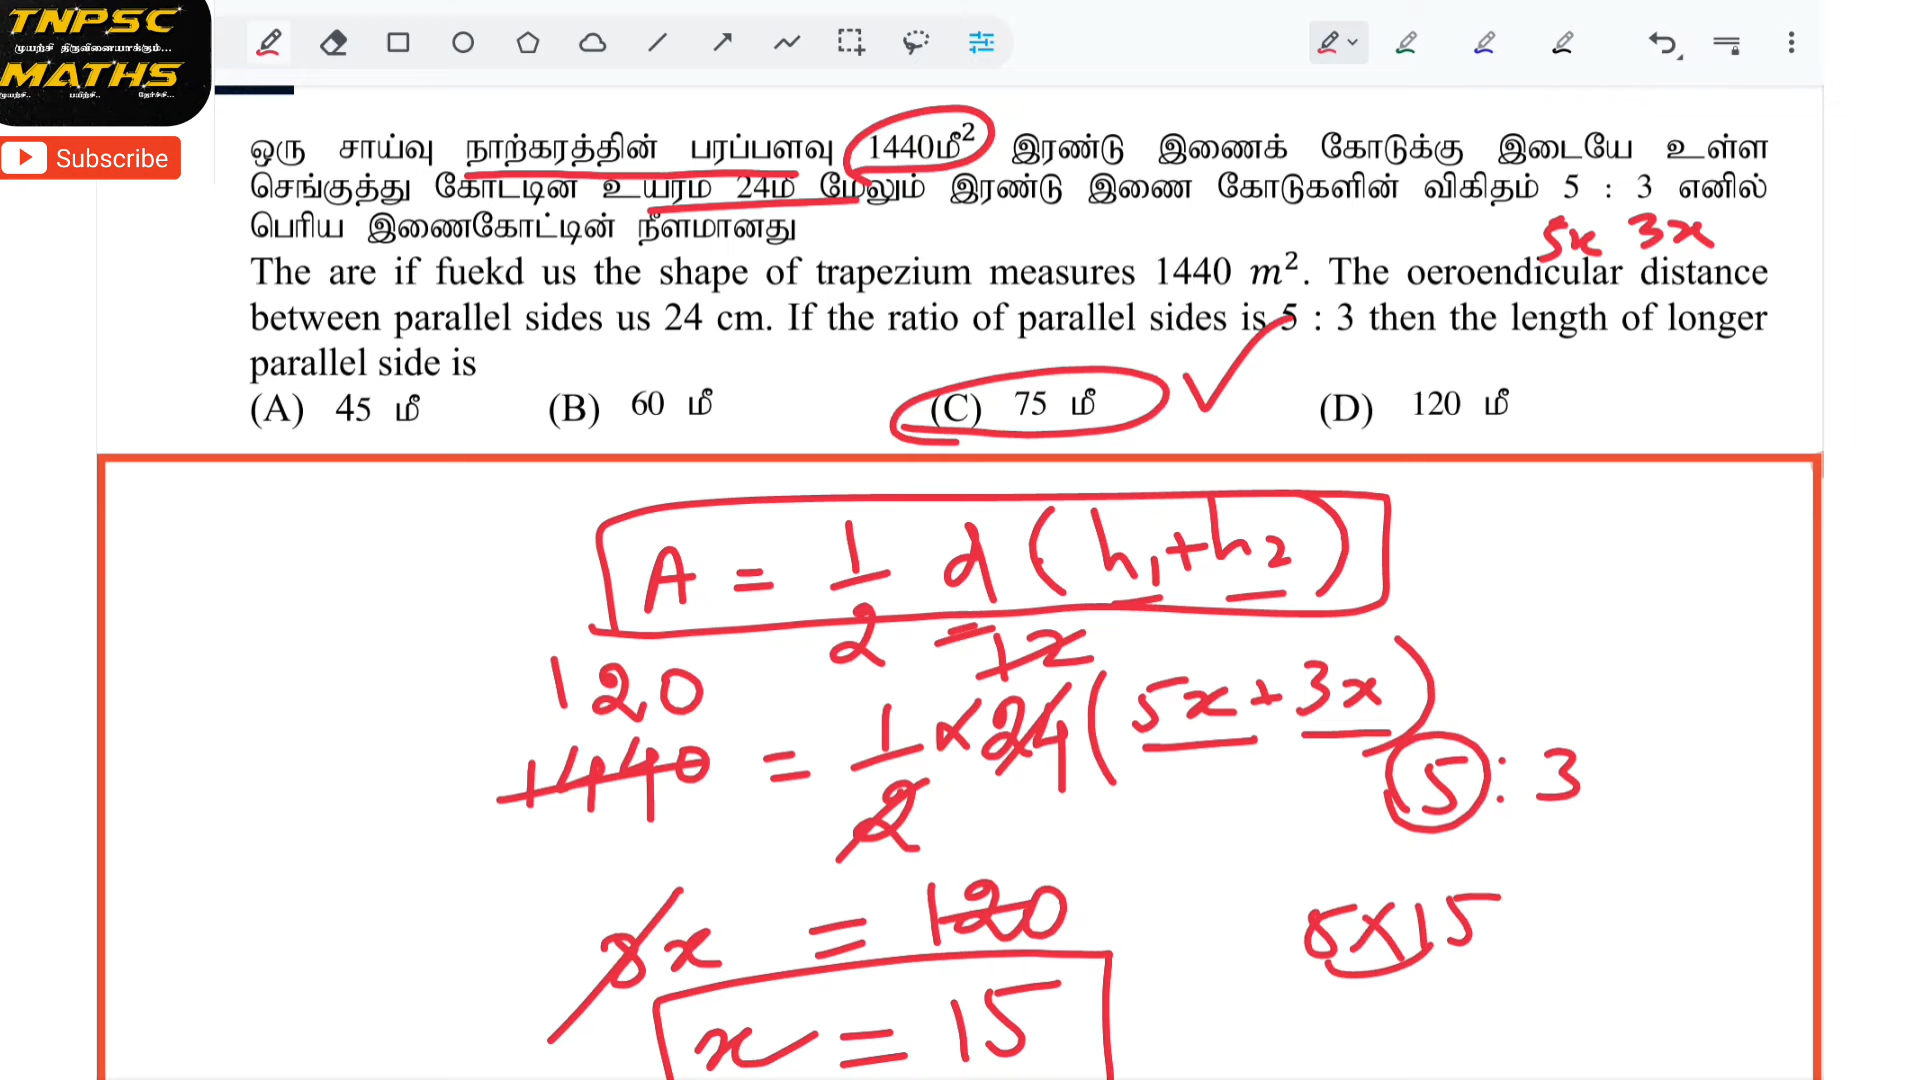 TNPSC
முயற்சி திருவினையாக்கும்...
MATHS
முயற்சி.. பயிற்சி.. தேர்ச்சி...
Subscribe
ஒரு சாய்வு நாற்கரத்தின் பரப்பளவு 1440மீ² இரண்டு இணைக் கோடுக்கு இடையே உள்ள
செங்குத்து கோட்டின் உயரம் 24மீ மேலும் இரண்டு இணை கோடுகளின் விகிதம் 5 : 3 எனில்
பெரிய இணைகோட்டின் நீளமானது
5x 3x
The are if fuekd us the shape of trapezium measures 1440 m². The oeroendicular distance
between parallel sides us 24 cm. If the ratio of parallel sides is 5 : 3 then the length of longer
parallel side is
(A) 45 மீ (B) 60 மீ (C) 75 மீ (D) 120 மீ
A = 1/2 d (h₁+h₂)
120 12
1440 = 1/2 × 24 (5x + 3x)
5 : 3
8x = 120
5×15
x = 15